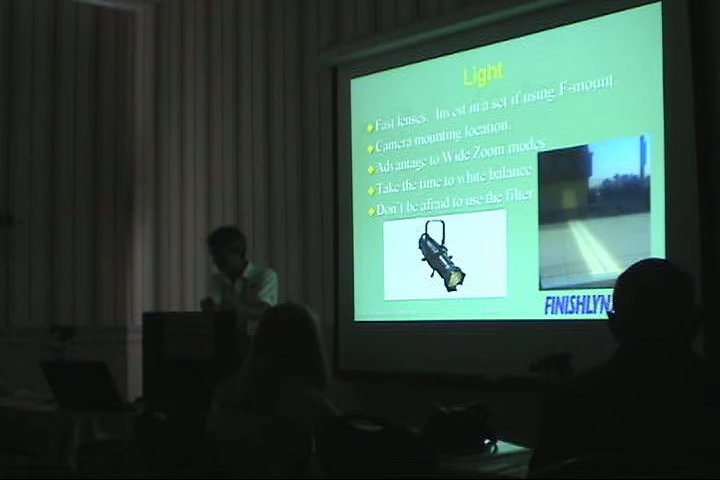 Light
Fast lenses. Invest in a set if using F-mount
Camera mounting location.
Advantage to Wide Zoom modes
Take the time to white balance
Don't be afraid to use the filter
FINISHLYN